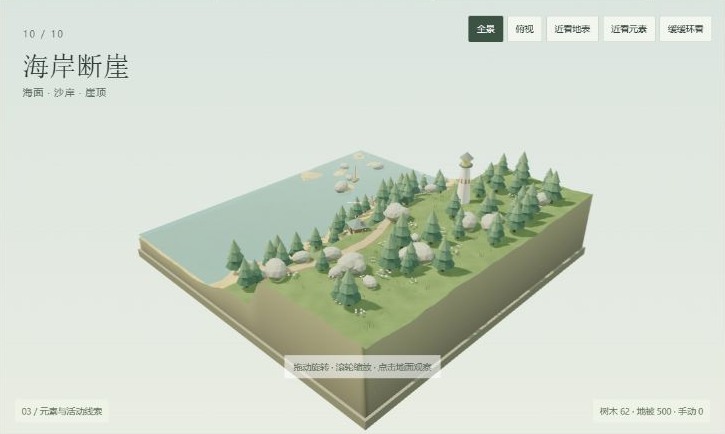 10 / 10
全景 俯视 近看地表 近看元素 缓缓环看
海岸断崖
海面 · 沙岸 · 崖顶
拖动旋转 · 滚轮缩放 · 点击地面观察
03 / 元素与活动线索
树木 62 · 地被 500 · 手动 0